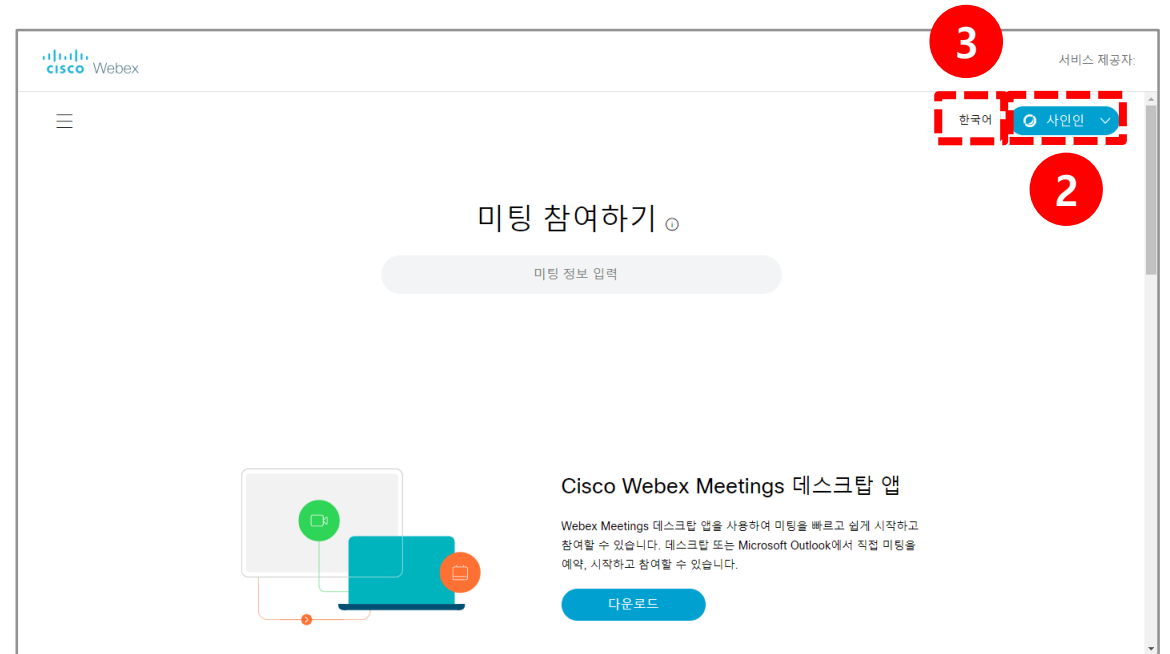 3
cisco Webex
서비스 제공자:
한국어
사인인
2
미팅 참여하기
미팅 정보 입력
Cisco Webex Meetings 데스크탑 앱
Webex Meetings 데스크탑 앱을 사용하여 미팅을 빠르고 쉽게 시작하고
참여할 수 있습니다. 데스크탑 또는 Microsoft Outlook에서 직접 미팅을
예약, 시작하고 참여할 수 있습니다.
다운로드